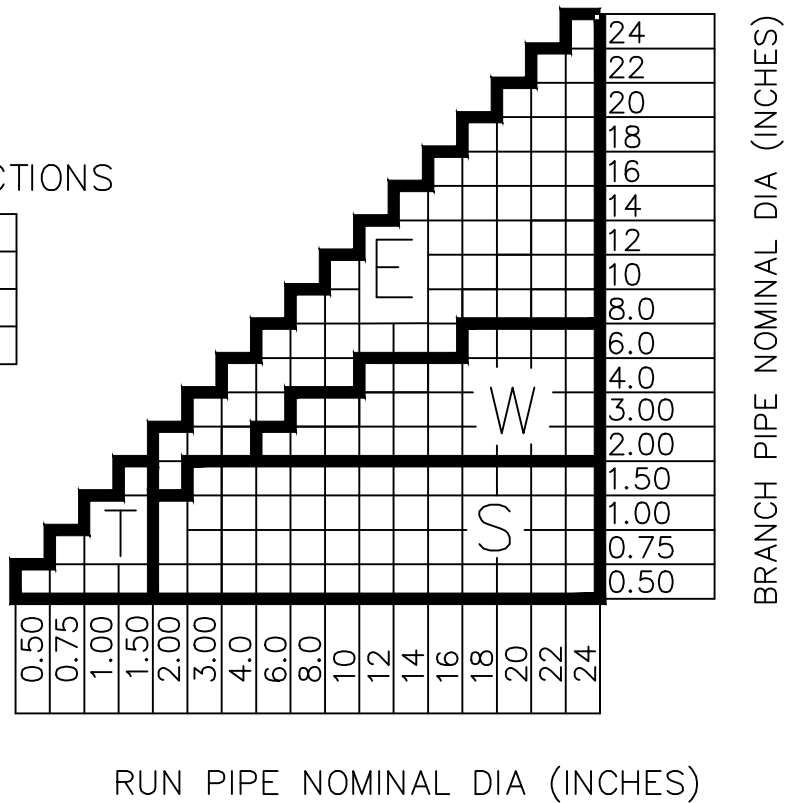 24
22
20
18
CTIONS
16
14
12
E
10
8.0
6.0
4.0
W
3.00
2.00
1.50
S
1.00
T
0.75
0.50
BRANCH PIPE NOMINAL DIA (INCHES)
0.50 0.75 1.00 1.50 2.00 3.00 4.0 6.0 8.0 10 12 14 16 18 20 22 24
RUN PIPE NOMINAL DIA (INCHES)